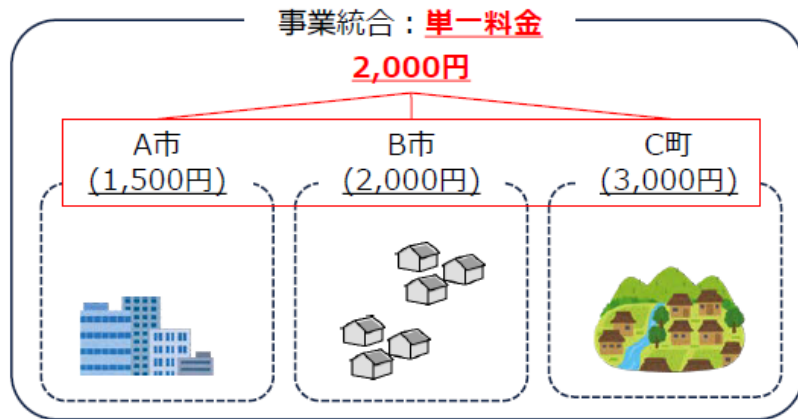 事業統合：単一料金
2,000円
A市
(1,500円)
B市
(2,000円)
C町
(3,000円)